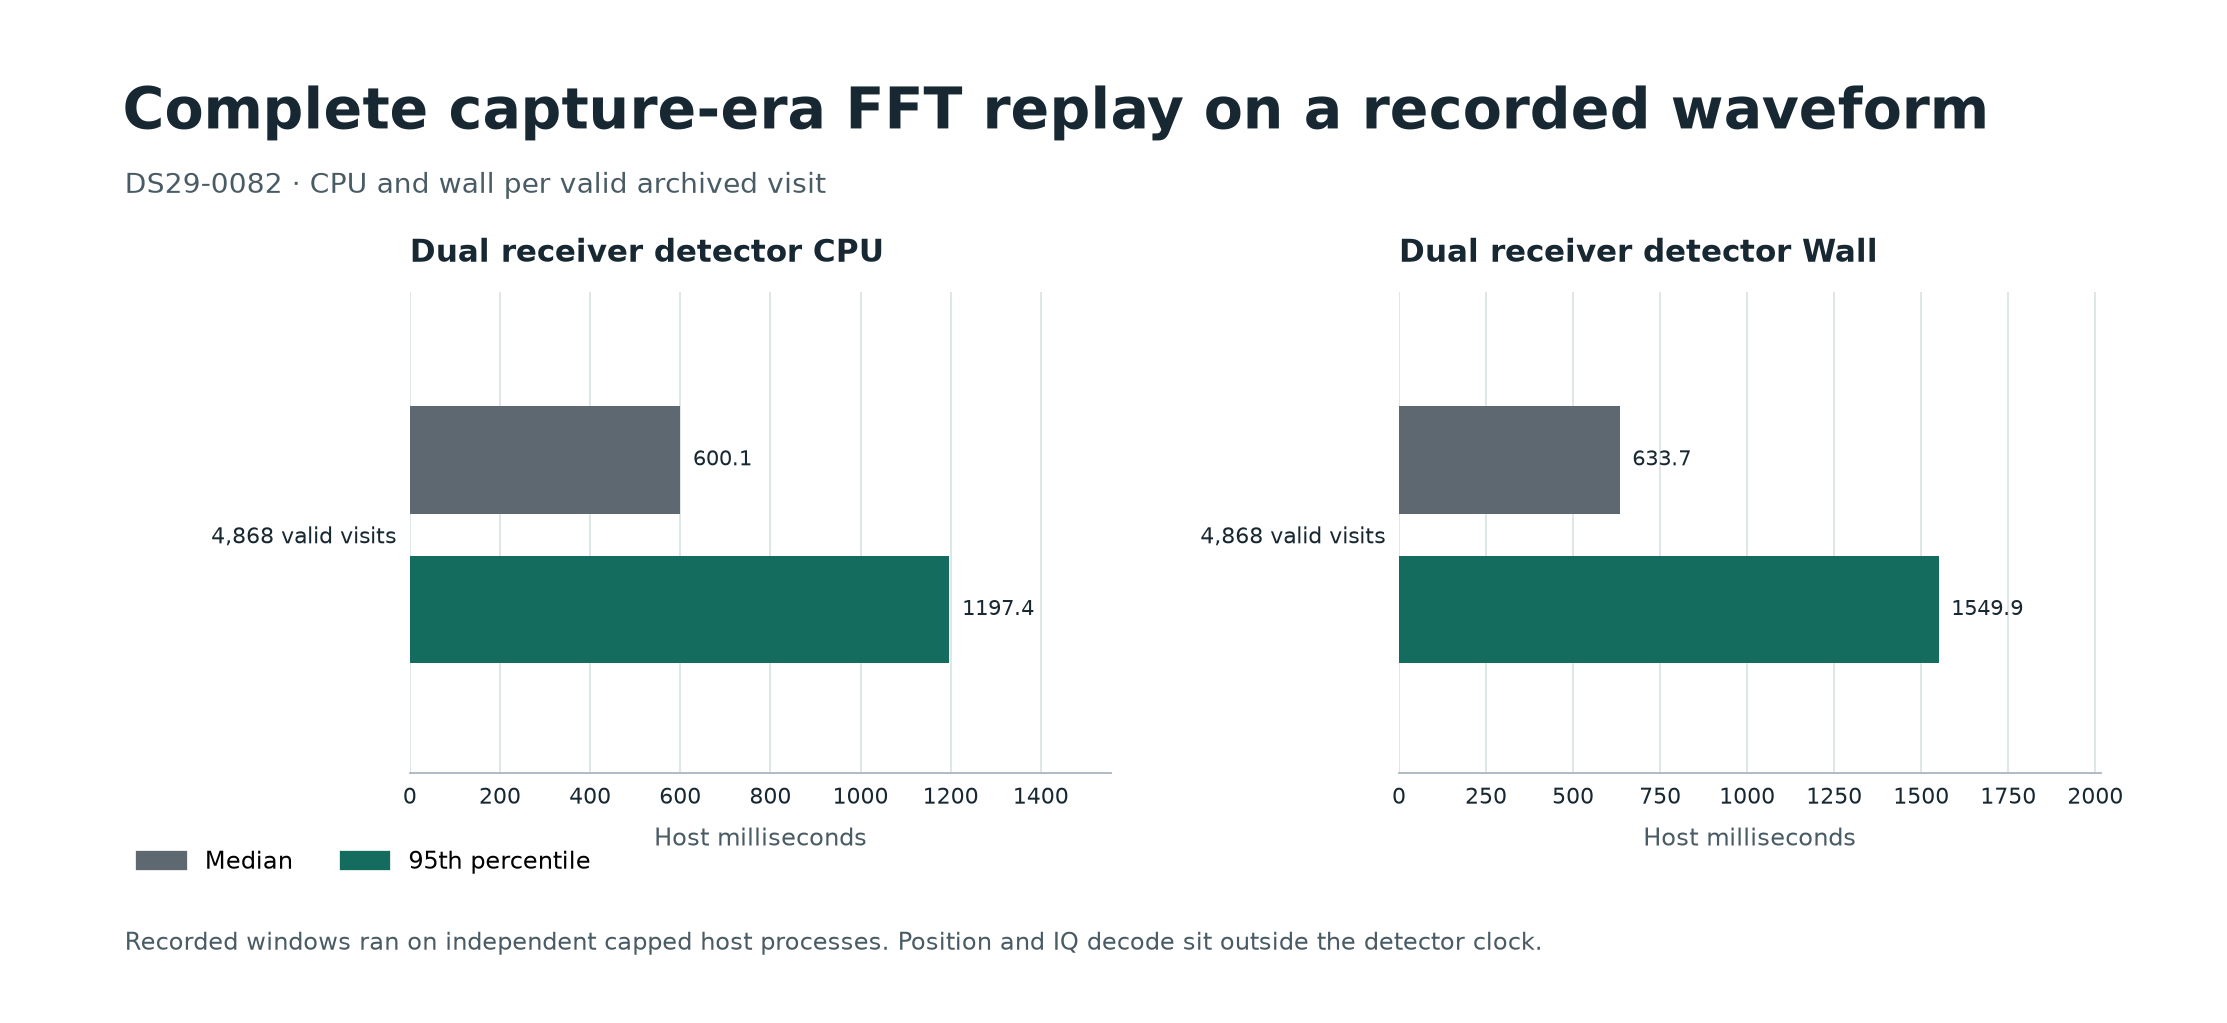 Complete capture-era FFT replay on a recorded waveform
DS29-0082 · CPU and wall per valid archived visit
Dual receiver detector CPU
600.1
4,868 valid visits
1197.4
0 200 400 600 800 1000 1200 1400
Host milliseconds
Dual receiver detector Wall
633.7
4,868 valid visits
1549.9
0 250 500 750 1000 1250 1500 1750 2000
Host milliseconds
Median 95th percentile
Recorded windows ran on independent capped host processes. Position and IQ decode sit outside the detector clock.